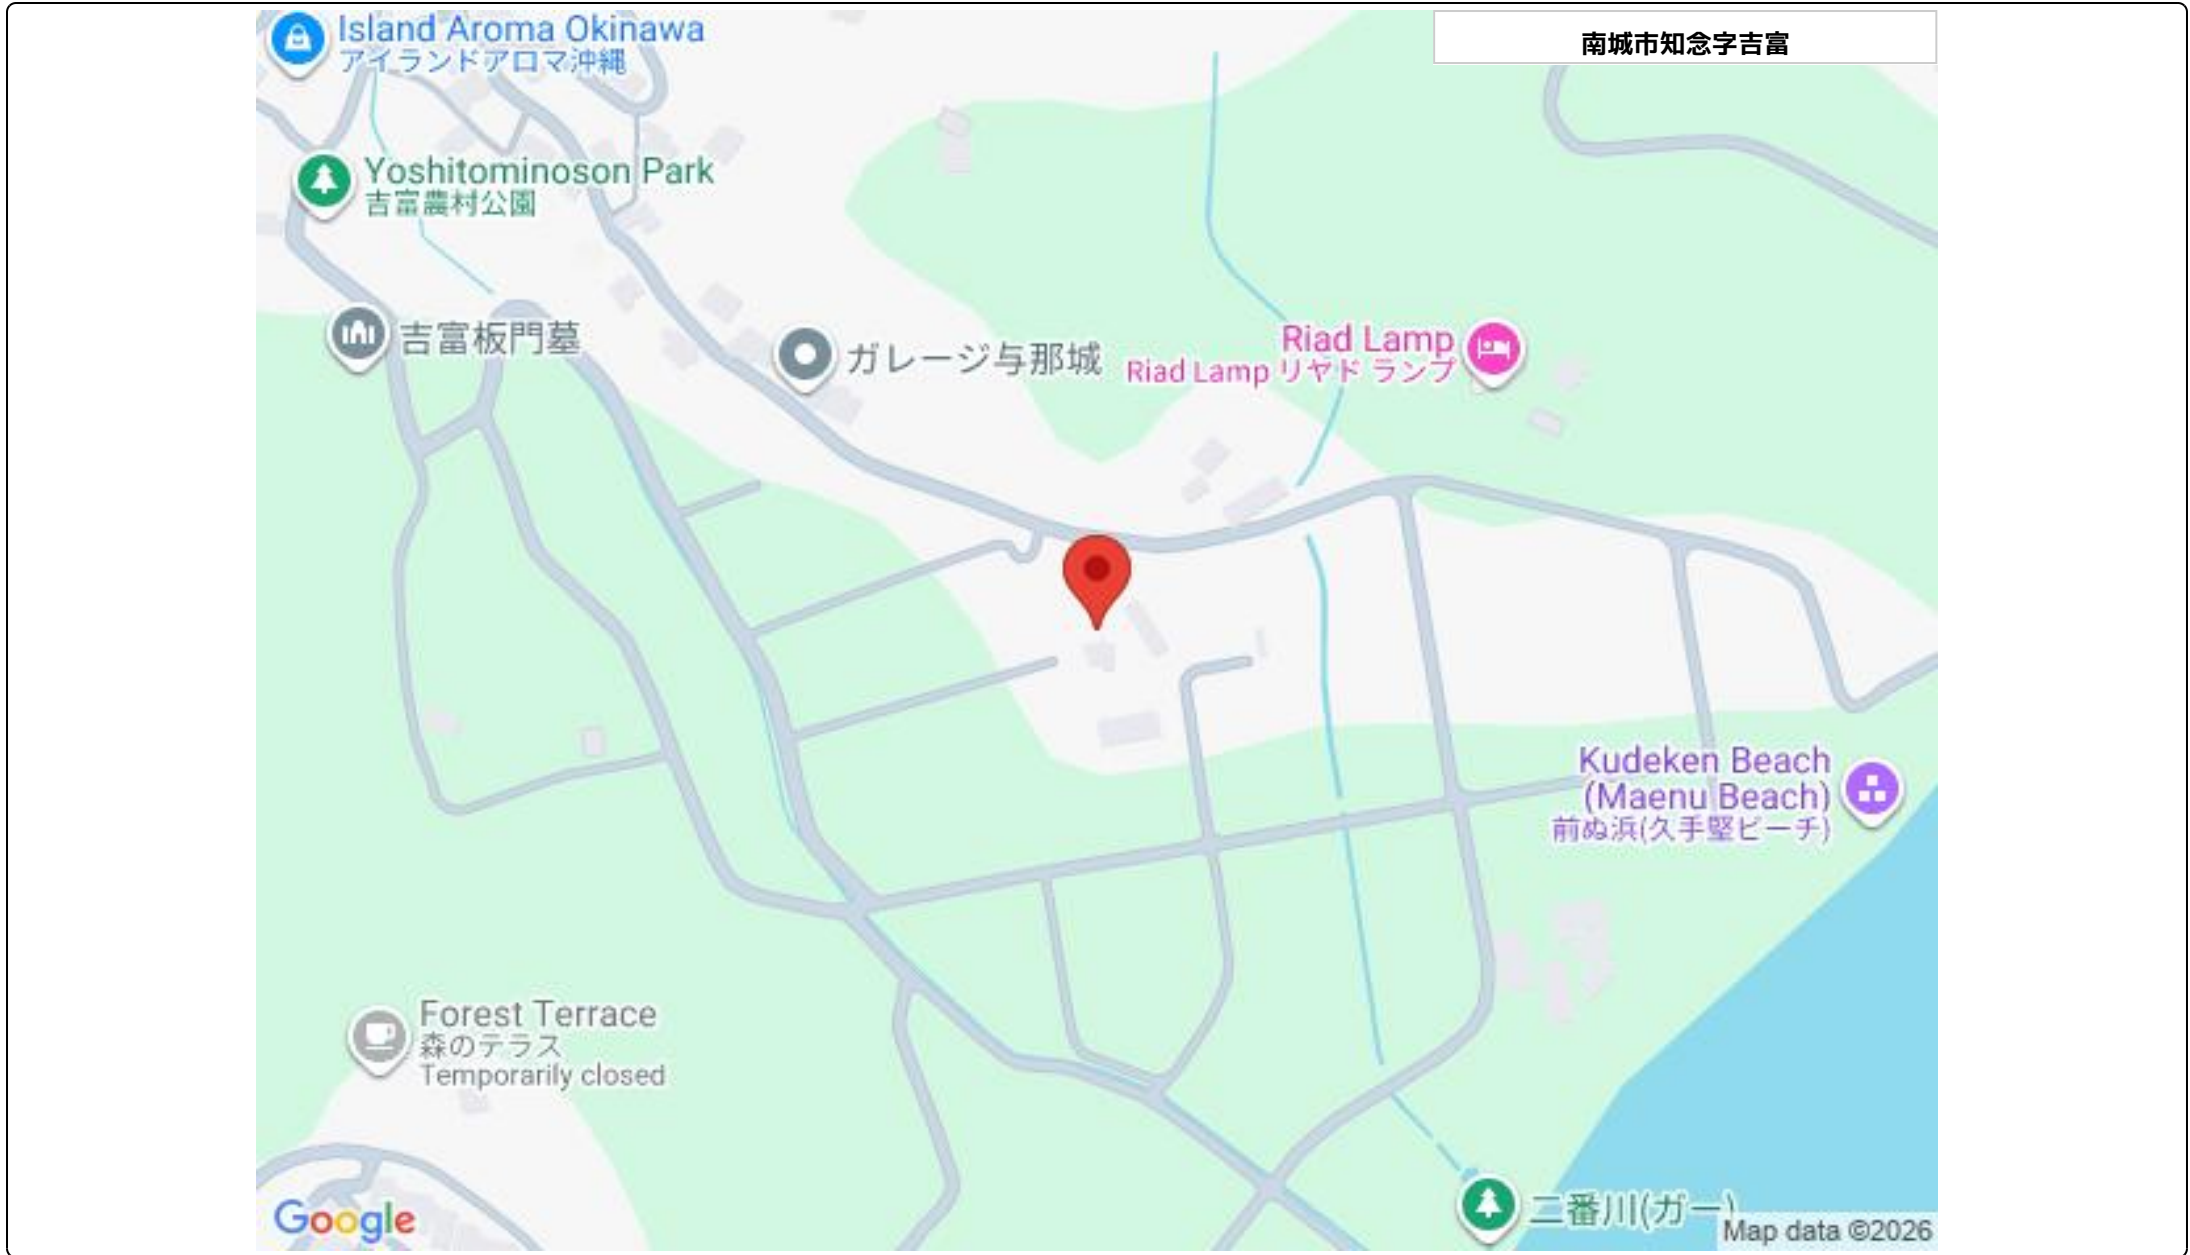 Island Aroma Okinawa
アイランドアロマ沖縄
南城市知念字吉富
Yoshitominoson Park
吉富農村公園
吉富板門墓
ガレージ与那城
Riad Lamp
Riad Lamp リヤド ランプ
Kudeken Beach
(Maenu Beach)
前ぬ浜(久手堅ビーチ)
Forest Terrace
森のテラス
Temporarily closed
二番川(ガー)
Google
Map data ©2026